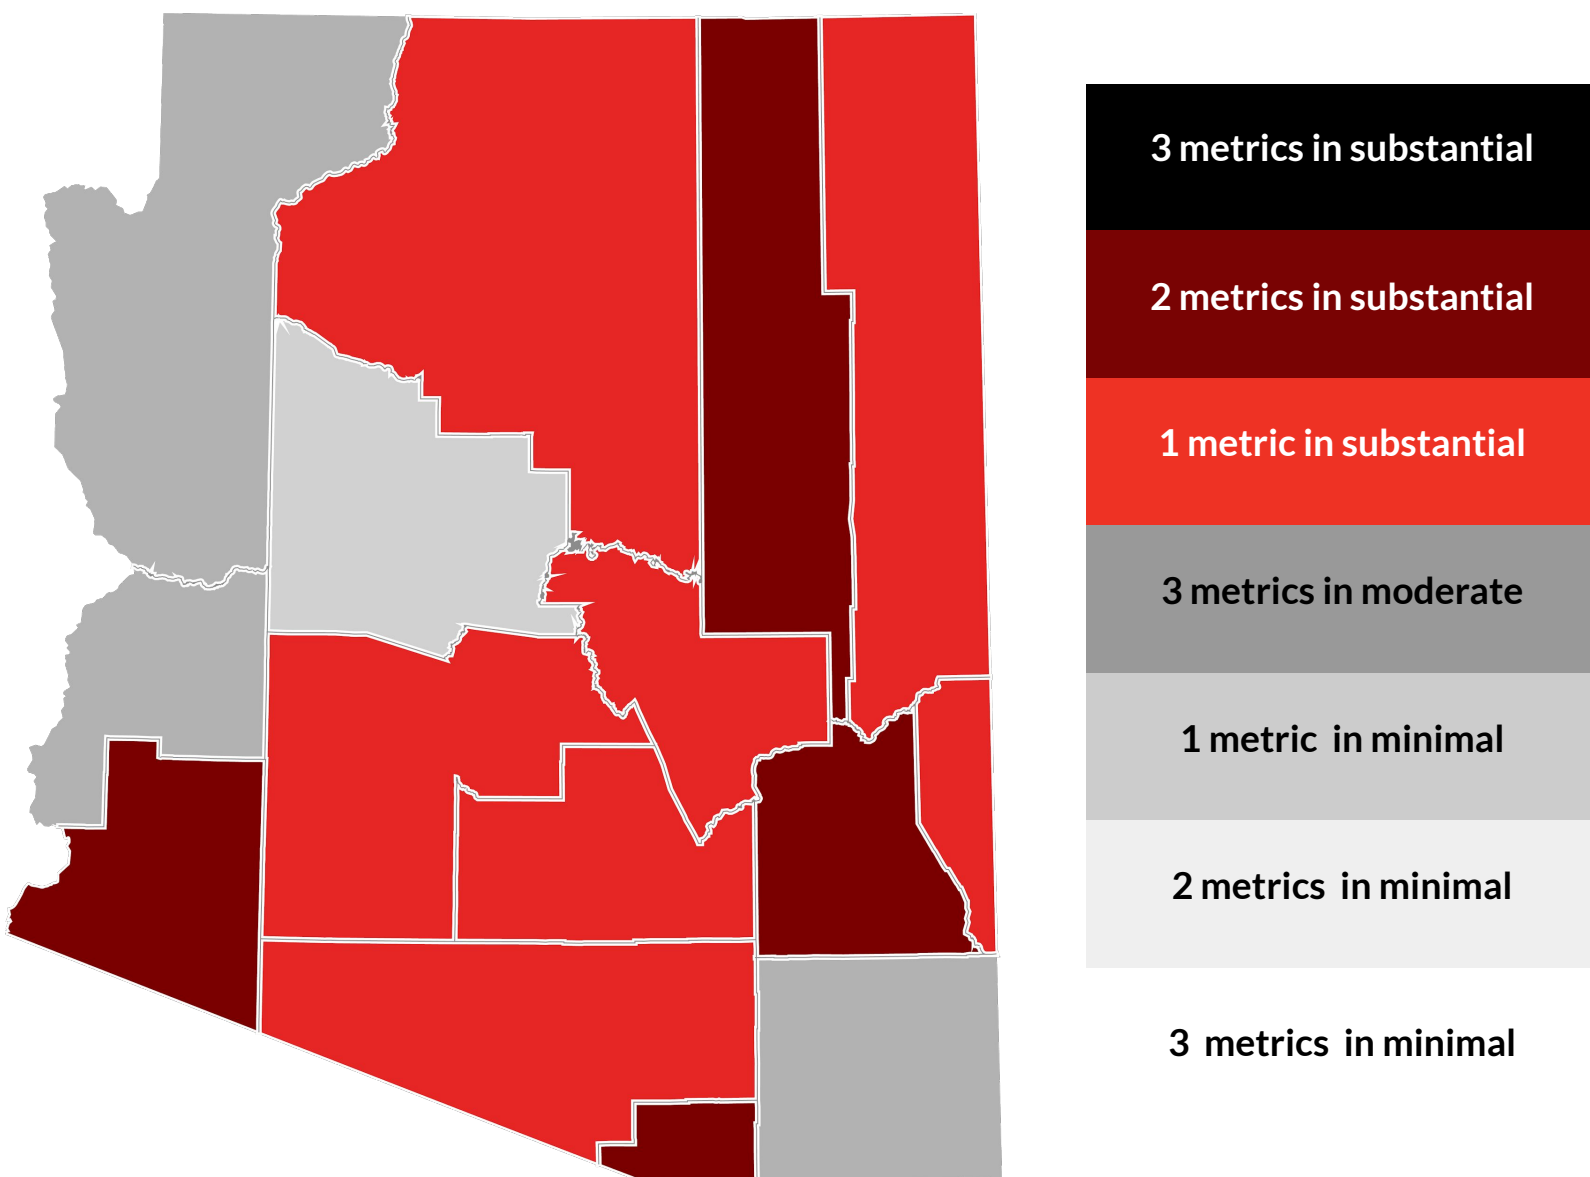 3 metrics in substantial
2 metrics in substantial
1 metric in substantial
3 metrics in moderate
1 metric in minimal
2 metrics in minimal
3 metrics in minimal